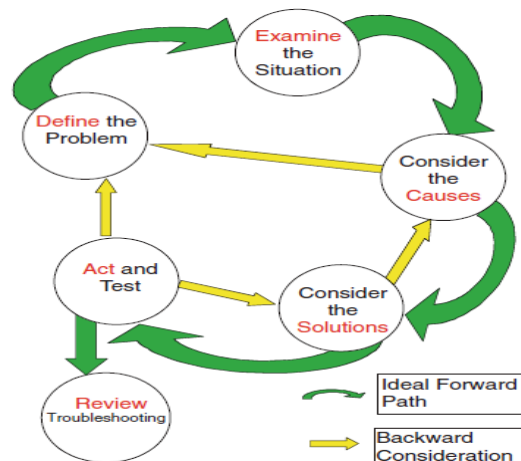 Examine
the
Situation
Define the
Problem
Consider
the
Causes
Act and
Test
Consider
the
Solutions
Review
Troubleshooting
Ideal Forward
Path
Backward
Consideration